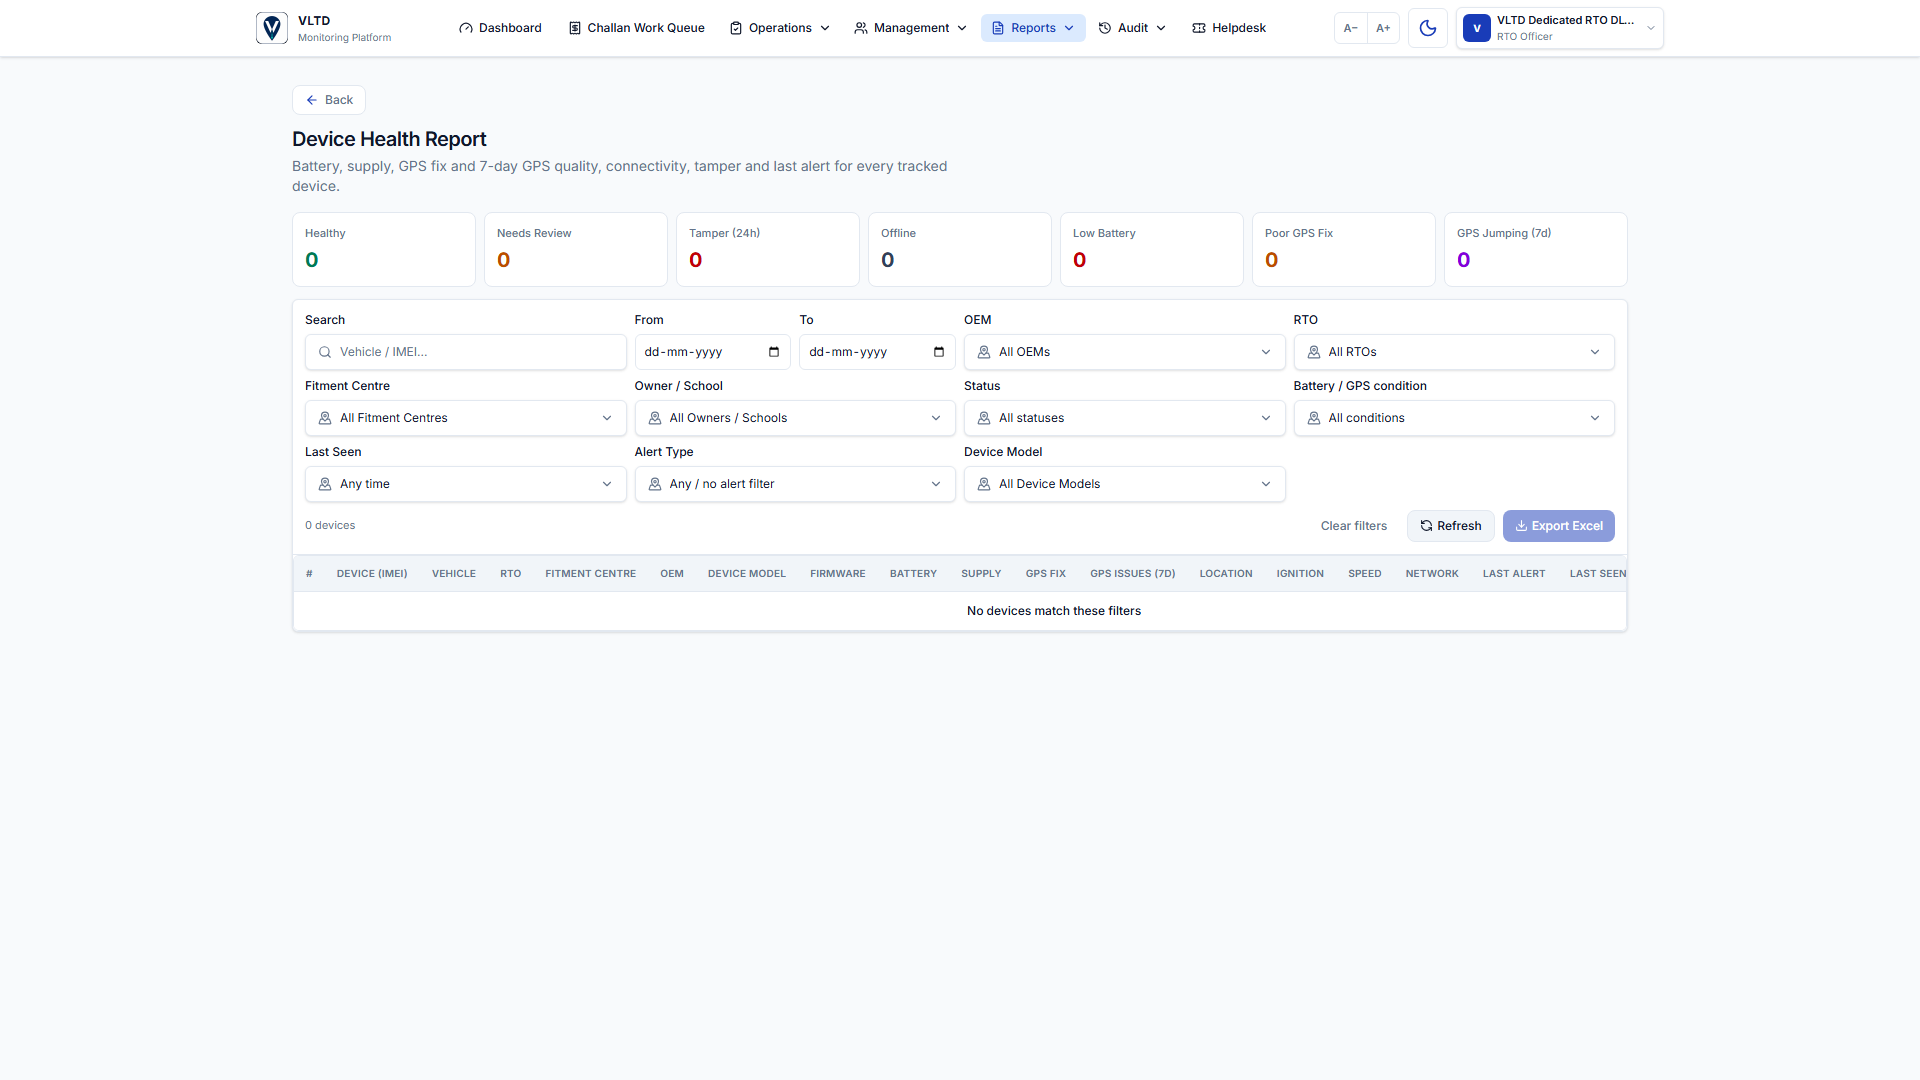 VLTD
Monitoring Platform
Dashboard
Challan Work Queue
Operations
Management
Reports
Audit
Helpdesk
A−
A+
V
VLTD Dedicated RTO DL...
RTO Officer
Back
Device Health Report
Battery, supply, GPS fix and 7-day GPS quality, connectivity, tamper and last alert for every tracked
device.
Healthy
0
Needs Review
0
Tamper (24h)
0
Offline
0
Low Battery
0
Poor GPS Fix
0
GPS Jumping (7d)
0
Search
Vehicle / IMEI...
From
dd-mm-yyyy
To
dd-mm-yyyy
OEM
All OEMs
RTO
All RTOs
Fitment Centre
All Fitment Centres
Owner / School
All Owners / Schools
Status
All statuses
Battery / GPS condition
All conditions
Last Seen
Any time
Alert Type
Any / no alert filter
Device Model
All Device Models
0 devices
Clear filters
Refresh
Export Excel
# DEVICE (IMEI) VEHICLE RTO FITMENT CENTRE OEM DEVICE MODEL FIRMWARE BATTERY SUPPLY GPS FIX GPS ISSUES (7D) LOCATION IGNITION SPEED NETWORK LAST ALERT LAST SEEN
No devices match these filters